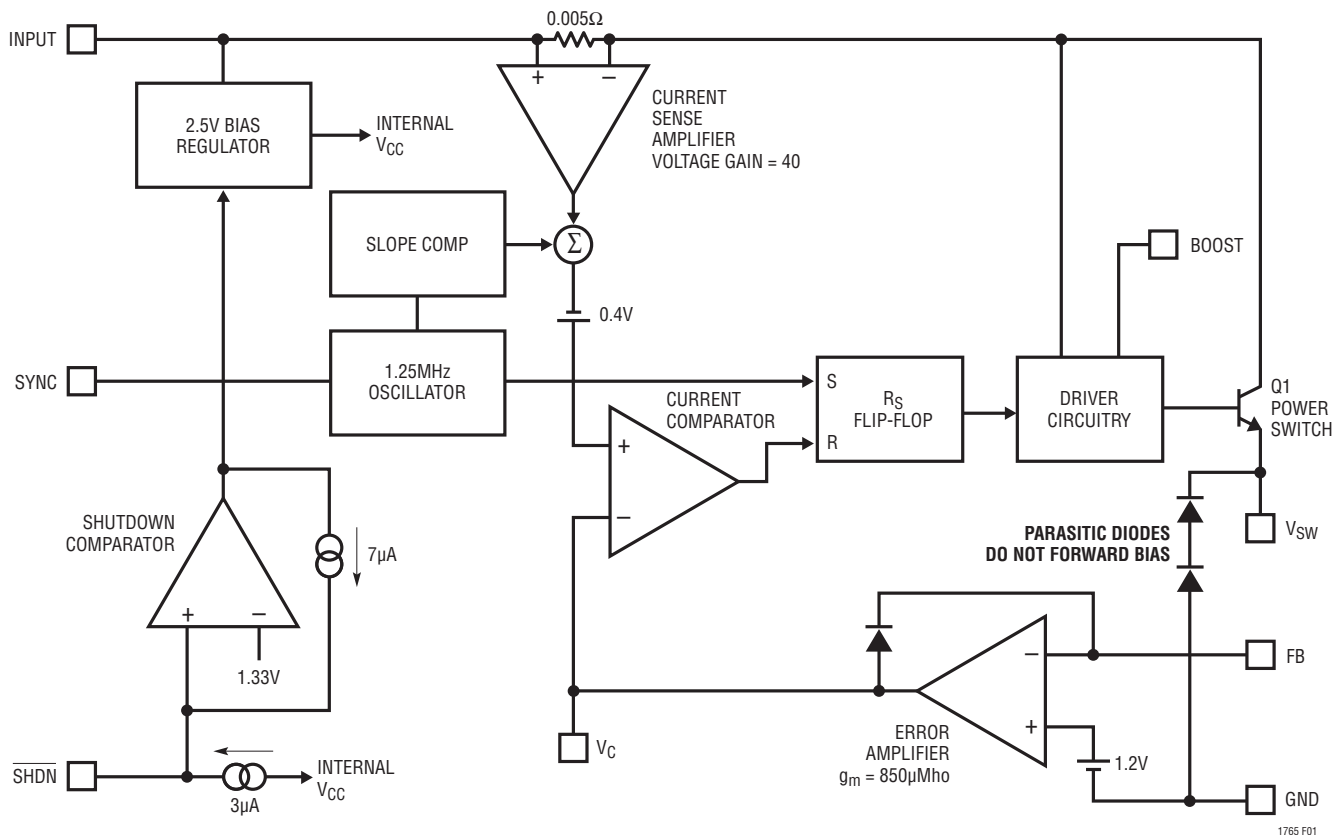 INPUT
0.005Ω
+
–
2.5V BIAS
REGULATOR
INTERNAL
VCC
CURRENT
SENSE
AMPLIFIER
VOLTAGE GAIN = 40
SLOPE COMP
Σ
BOOST
0.4V
SYNC
1.25MHz
OSCILLATOR
S
R
RS
FLIP-FLOP
DRIVER
CIRCUITRY
Q1
POWER
SWITCH
CURRENT
COMPARATOR
+
–
SHUTDOWN
COMPARATOR
7µA
+
–
1.33V
PARASITIC DIODES
DO NOT FORWARD BIAS
VSW
–
+
FB
ERROR
AMPLIFIER
gm = 850µMho
1.2V
VC
SHDN
3µA
INTERNAL
VCC
GND
1765 F01